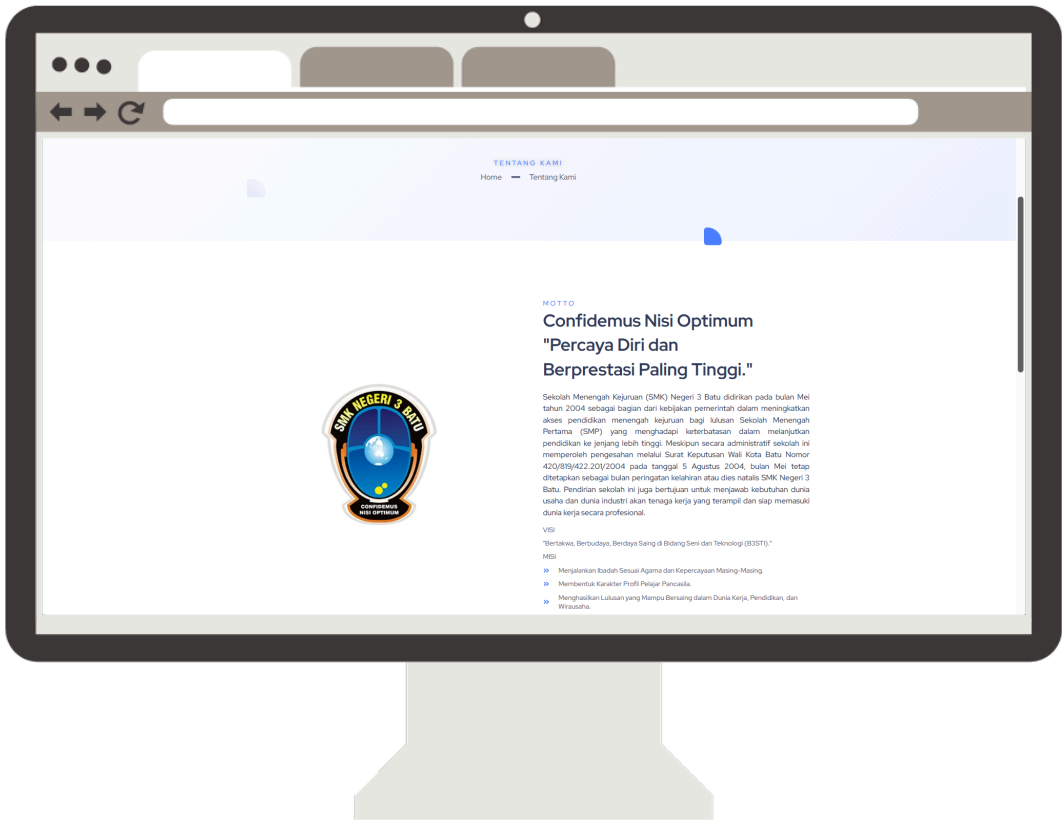 TENTANG KAMI
Home — Tentang Kami
MOTTO
Confidemus Nisi Optimum
"Percaya Diri dan
Berprestasi Paling Tinggi."
SMK NEGERI 3 BATU
CONFIDEMUS
NISI OPTIMUM
Sekolah Menengah Kejuruan (SMK) Negeri 3 Batu didirikan pada bulan Mei
tahun 2004 sebagai bagian dari kebijakan pemerintah dalam meningkatkan
akses pendidikan menengah kejuruan bagi lulusan Sekolah Menengah
Pertama (SMP) yang menghadapi keterbatasan dalam melanjutkan
pendidikan ke jenjang lebih tinggi. Meskipun secara administratif sekolah ini
memperoleh pengesahan melalui Surat Keputusan Wali Kota Batu Nomor
420/819/422.201/2004 pada tanggal 5 Agustus 2004, bulan Mei tetap
ditetapkan sebagai bulan peringatan kelahiran atau dies natalis SMK Negeri 3
Batu. Pendirian sekolah ini juga bertujuan untuk menjawab kebutuhan dunia
usaha dan dunia industri akan tenaga kerja yang terampil dan siap memasuki
dunia kerja secara profesional.
VISI
"Bertakwa, Berbudaya, Berdaya Saing di Bidang Seni dan Teknologi (B3STI)."
MISI
» Menjalankan Ibadah Sesuai Agama dan Kepercayaan Masing-Masing.
» Membentuk Karakter Profil Pelajar Pancasila.
» Menghasilkan Lulusan yang Mampu Bersaing dalam Dunia Kerja, Pendidikan, dan
Wirausaha.